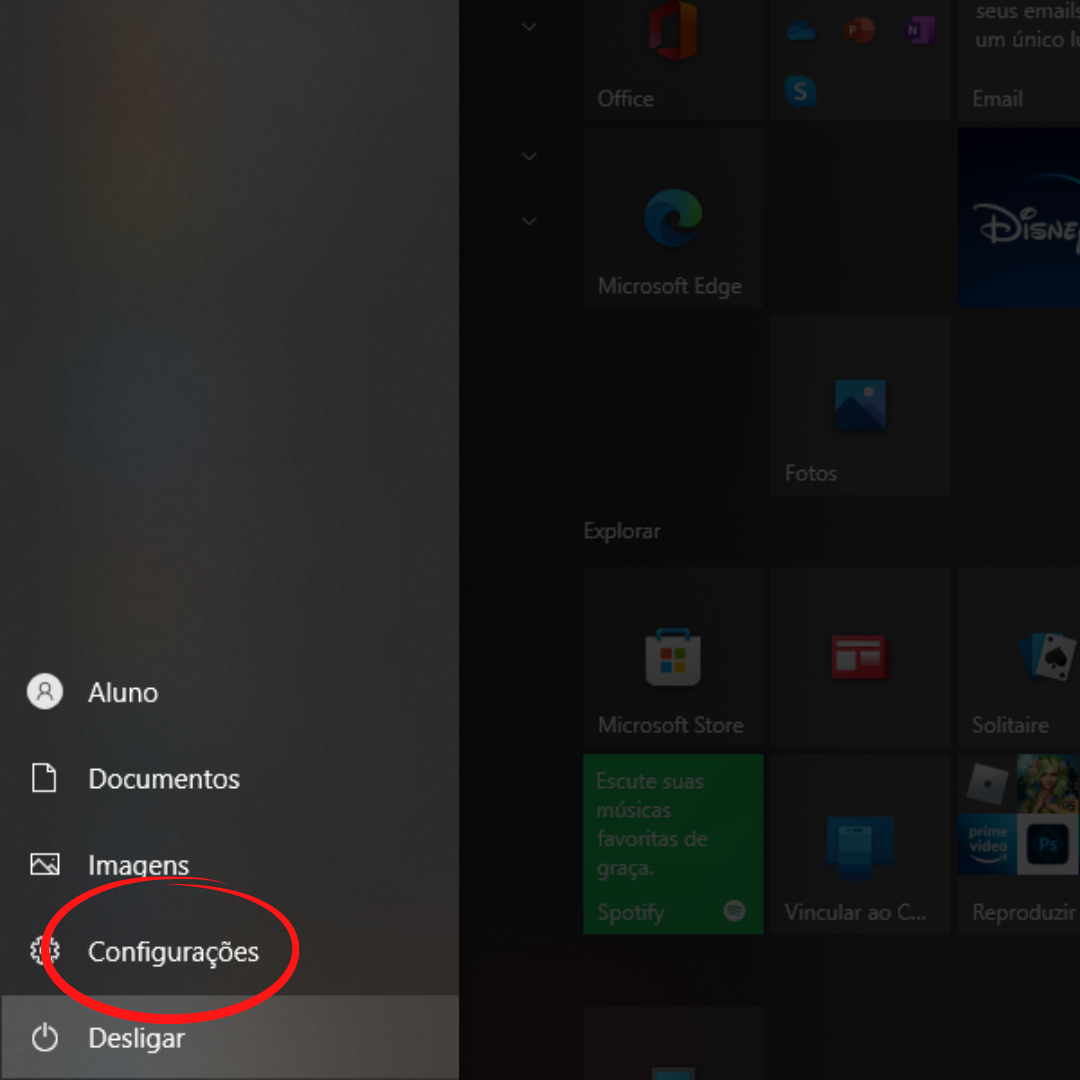 Aluno
Documentos
Imagens
Configurações
Desligar
Office
P
N
S
seus emails
um único
Email
Microsoft Edge
Disney
Fotos
Explorar
Microsoft Store
Solitaire
Escute suas
músicas
favoritas de
graça.
Spotify
Vincular ao C...
prime
video
Ps
Reproduzir